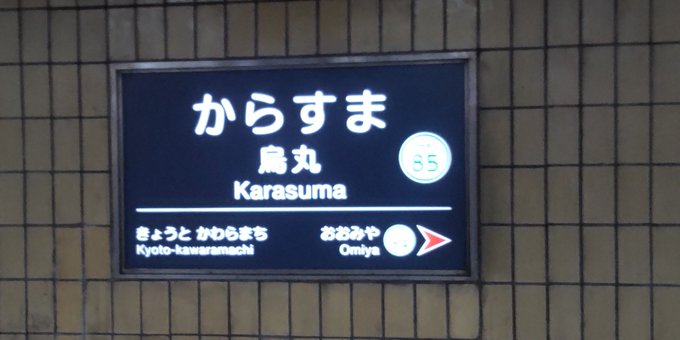 からすま
烏丸
85
Karasuma
きょうと かわらまち
Kyoto-kawaramachi
おおみや
Omiya